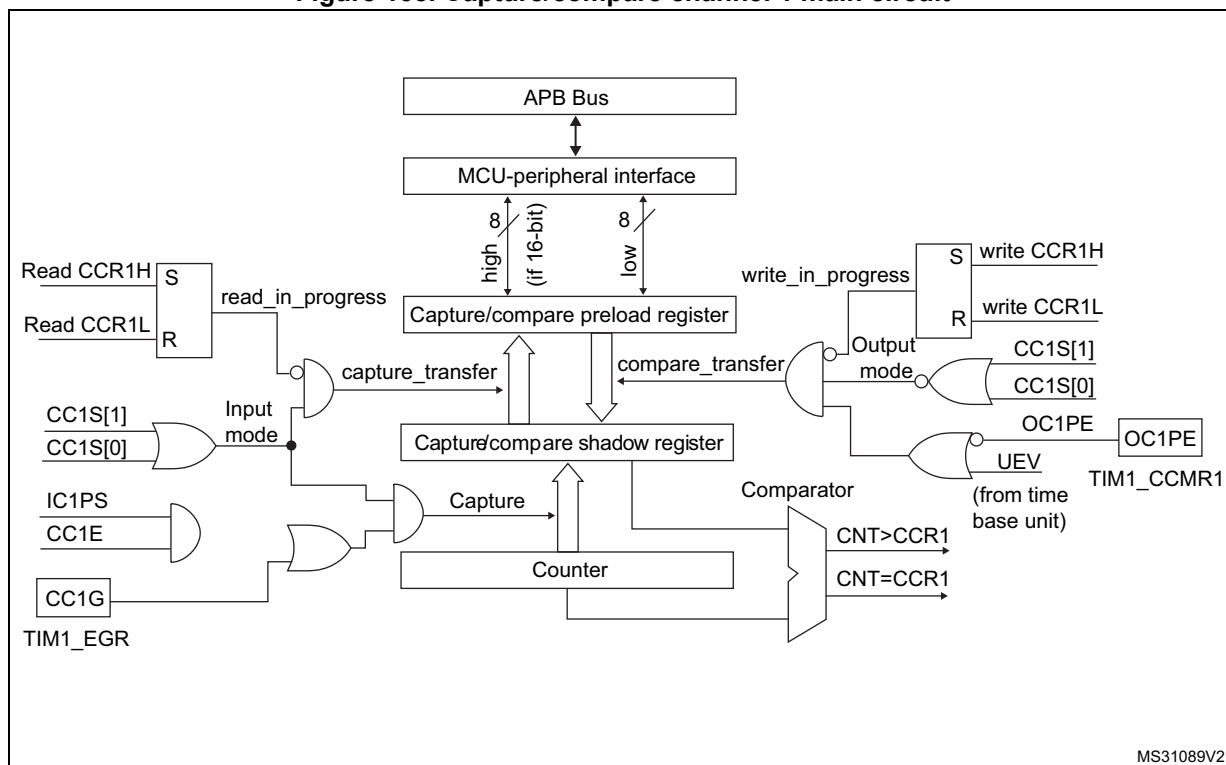 APB Bus
MCU-peripheral interface
8
high
(if 16-bit)
8
low
Read CCR1H
S
read_in_progress
Read CCR1L
R
write_in_progress
S
write CCR1H
R
write CCR1L
Capture/compare preload register
capture_transfer
compare_transfer
Output
mode
CC1S[1]
CC1S[0]
CC1S[1]
CC1S[0]
Input
mode
Capture/compare shadow register
OC1PE
OC1PE
UEV
(from time
base unit)
TIM1_CCMR1
IC1PS
CC1E
Capture
Comparator
CNT>CCR1
CNT=CCR1
Counter
CC1G
TIM1_EGR
MS31089V2